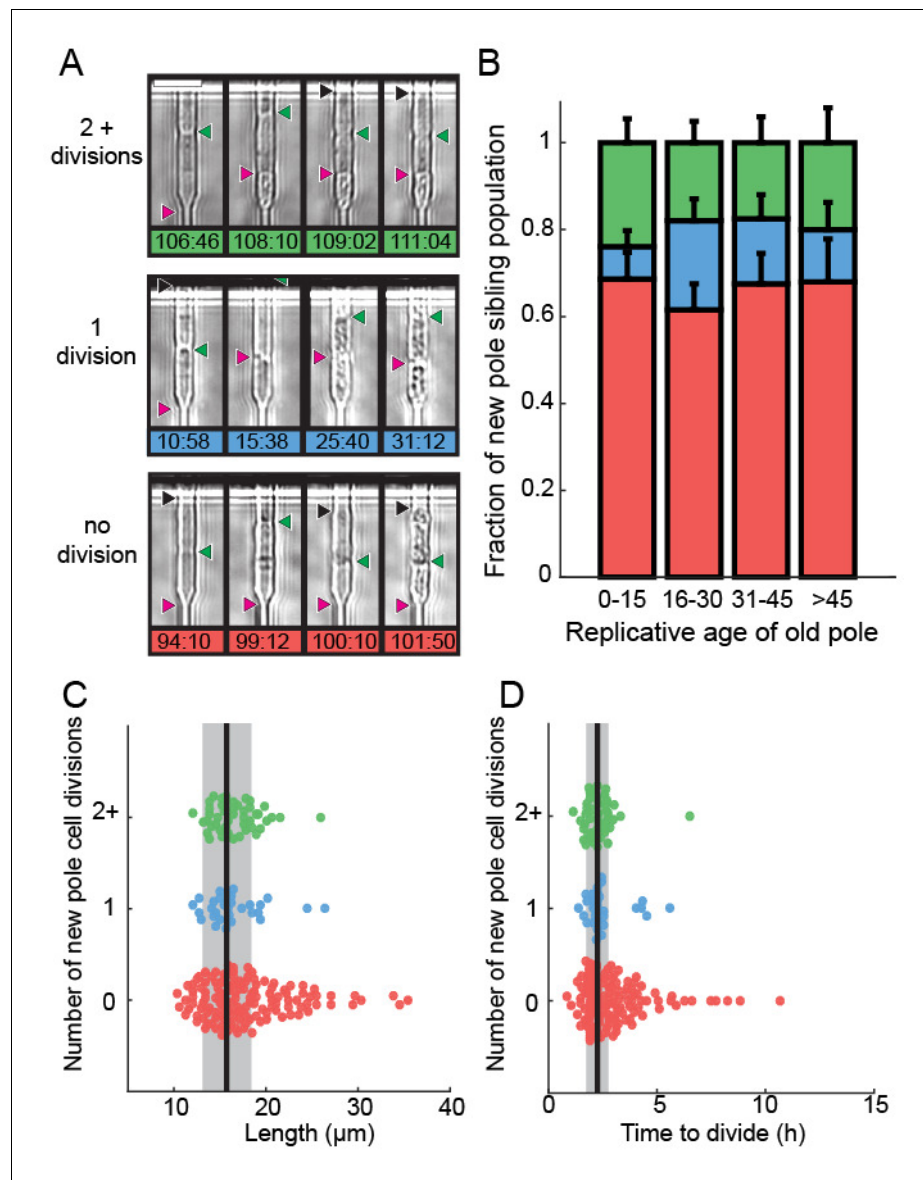 A
2 +
divisions
106:46 108:10 109:02 111:04
1
division
10:58 15:38 25:40 31:12
no
division
94:10 99:12 100:10 101:50
B
Fraction of new pole sibling population
1
0.8
0.6
0.4
0.2
0
0-15 16-30 31-45 >45
Replicative age of old pole
C
Number of new pole cell divisions
2+
1
0
10 20 30 40
Length (µm)
D
Number of new pole cell divisions
2+
1
0
0 5 10 15
Time to divide (h)